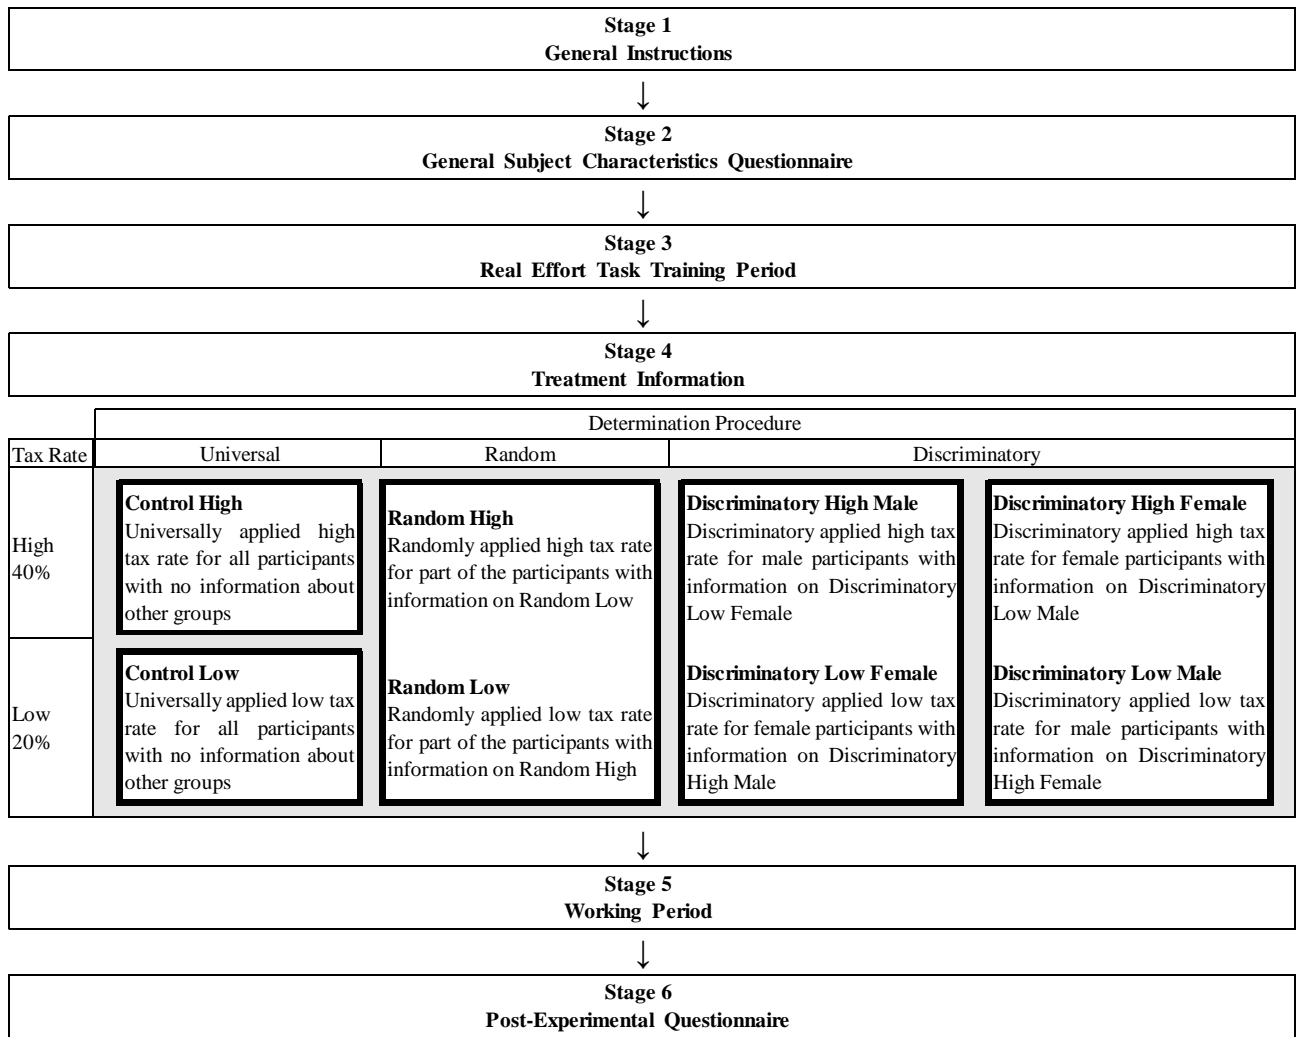 Stage 1
General Instructions
↓
Stage 2
General Subject Characteristics Questionnaire
↓
Stage 3
Real Effort Task Training Period
↓
Stage 4
Treatment Information
Determination Procedure
Tax Rate
Universal
Random
Discriminatory
High
40%
Control High
Universally applied high
tax rate for all participants
with no information about
other groups
Random High
Randomly applied high tax rate
for part of the participants with
information on Random Low
Discriminatory High Male
Discriminatory applied high tax
rate for male participants with
information on Discriminatory
Low Female
Discriminatory High Female
Discriminatory applied high tax
rate for female participants with
information on Discriminatory
Low Male
Low
20%
Control Low
Universally applied low tax
rate for all participants
with no information about
other groups
Random Low
Randomly applied low tax rate
for part of the participants with
information on Random High
Discriminatory Low Female
Discriminatory applied low tax
rate for female participants with
information on Discriminatory
High Male
Discriminatory Low Male
Discriminatory applied low tax
rate for male participants with
information on Discriminatory
High Female
↓
Stage 5
Working Period
↓
Stage 6
Post-Experimental Questionnaire